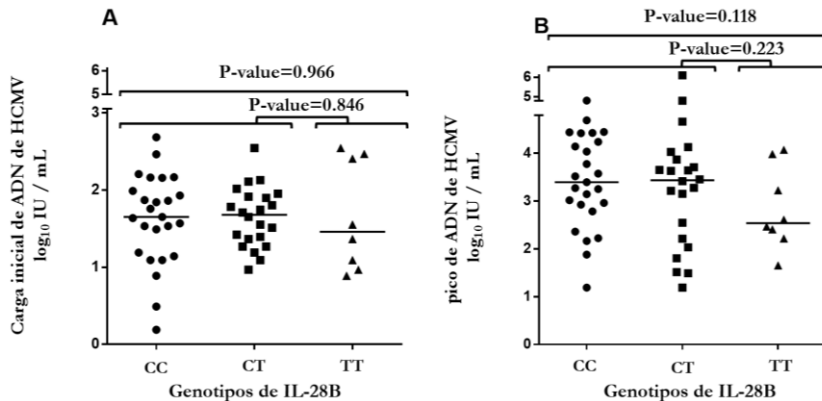 A
P-value=0.966
P-value=0.846
Carga inicial de ADN de HCMV
log₁₀ IU / mL
6
5
3
2
1
0
CC
CT
TT
Genotipos de IL-28B
B
P-value=0.118
P-value=0.223
pico de ADN de HCMV
log₁₀ IU / mL
6
5
4
3
2
1
0
CC
CT
TT
Genotipos de IL-28B